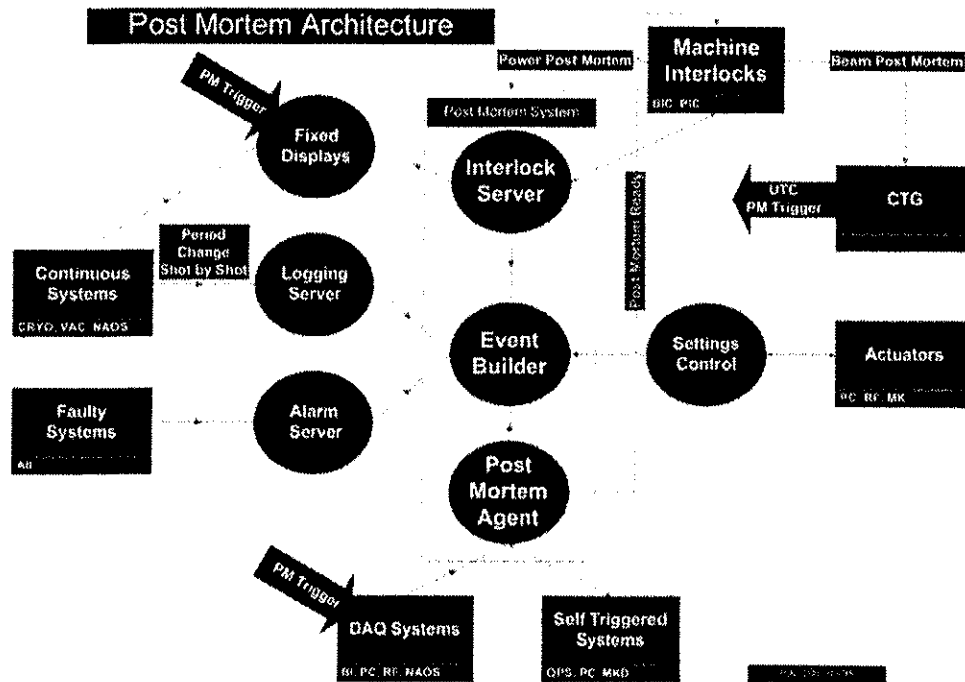 Post Mortem Architecture
PM Trigger
Fixed
Displays
Power Post Mortem
Machine
Interlocks
BIC, PIC
Beam Post Mortem
Post Mortem System
Interlock
Server
Post Mortem Ready
UTC
PM Trigger
CTG
Continuous
Systems
CRYO, VAC, NAOS
Period
Change
Shot by Shot
Logging
Server
Event
Builder
Settings
Control
Actuators
PC, RF, MK
Faulty
Systems
All
Alarm
Server
Post
Mortem
Agent
PM Trigger
DAQ Systems
BI, PC, RF, NAOS
Self Triggered
Systems
QPS, PC, MKD